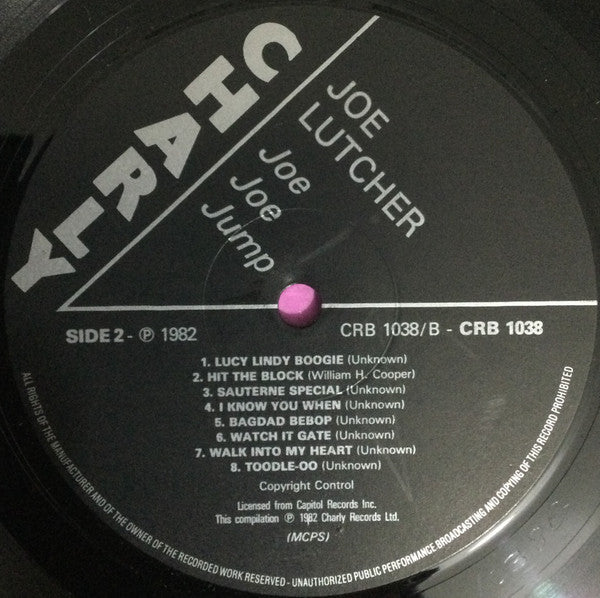 CHARLY
JOE
LUTCHER
Joe
Joe
Jump
SIDE 2 - ℗ 1982
CRB 1038/B - CRB 1038
1. LUCY LINDY BOOGIE (Unknown)
2. HIT THE BLOCK (William H. Cooper)
3. SAUTERNE SPECIAL (Unknown)
4. I KNOW YOU WHEN (Unknown)
5. BAGDAD BEBOP (Unknown)
6. WATCH IT GATE (Unknown)
7. WALK INTO MY HEART (Unknown)
8. TOODLE-OO (Unknown)
Copyright Control
Licensed from Capitol Records Inc.
This compilation ℗ 1982 Charly Records Ltd.
(MCPS)
ALL RIGHTS OF THE MANUFACTURER AND OF THE OWNER OF THE RECORDED WORK RESERVED - UNAUTHORIZED PUBLIC PERFORMANCE BROADCASTING AND COPYING OF THIS RECORD PROHIBITED